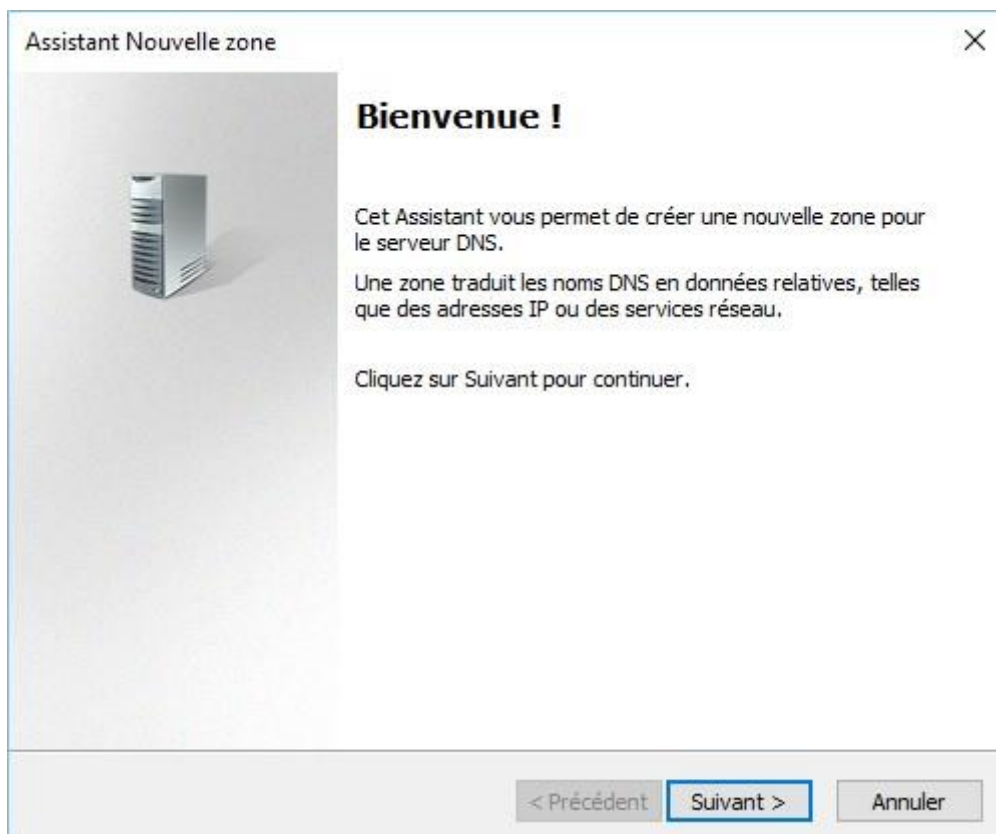 Assistant Nouvelle zone
Bienvenue !
Cet Assistant vous permet de créer une nouvelle zone pour
le serveur DNS.
Une zone traduit les noms DNS en données relatives, telles
que des adresses IP ou des services réseau.
Cliquez sur Suivant pour continuer.
< Précédent Suivant > Annuler